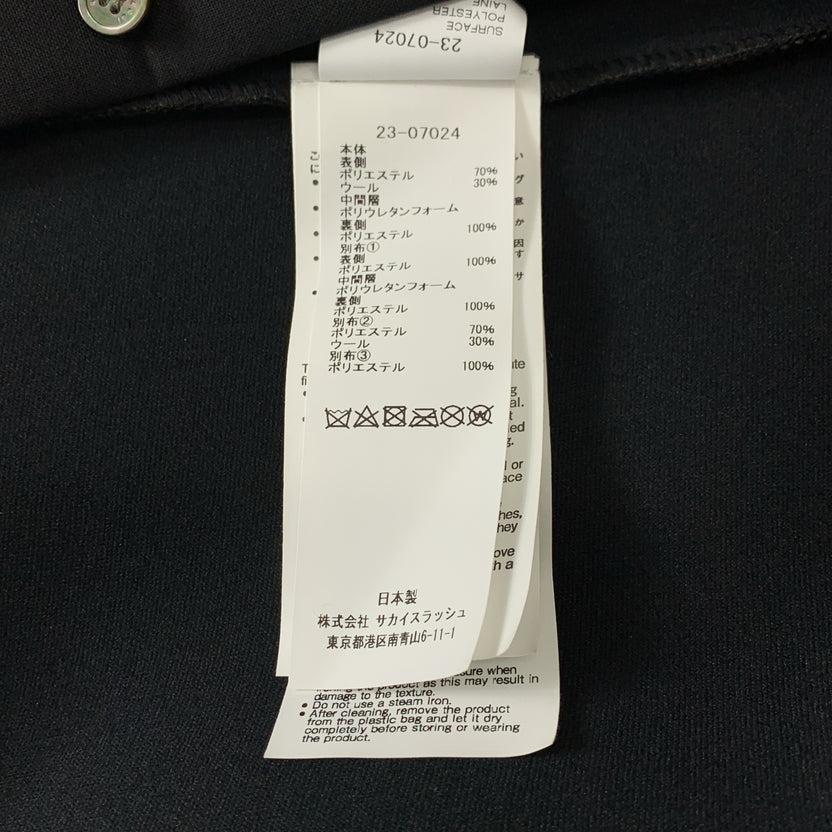 SURFACE
POLYESTER
LAINE
23-07024
23-07024
本体
表側
ポリエステル 70%
ウール 30%
中間層
ポリウレタンフォーム
裏側
ポリエステル 100%
別布①
表側
ポリエステル 100%
中間層
ポリウレタンフォーム
裏側
ポリエステル 100%
別布②
ポリエステル 70%
ウール 30%
別布③
ポリエステル 100%
日本製
株式会社 サカイスラッシュ
東京都港区南青山6-11-1
when
product as this may result in
damage to the texture.
● Do not use a steam iron.
● After cleaning, remove the product
from the plastic bag and let it dry
completely before storing or wearing
the product.